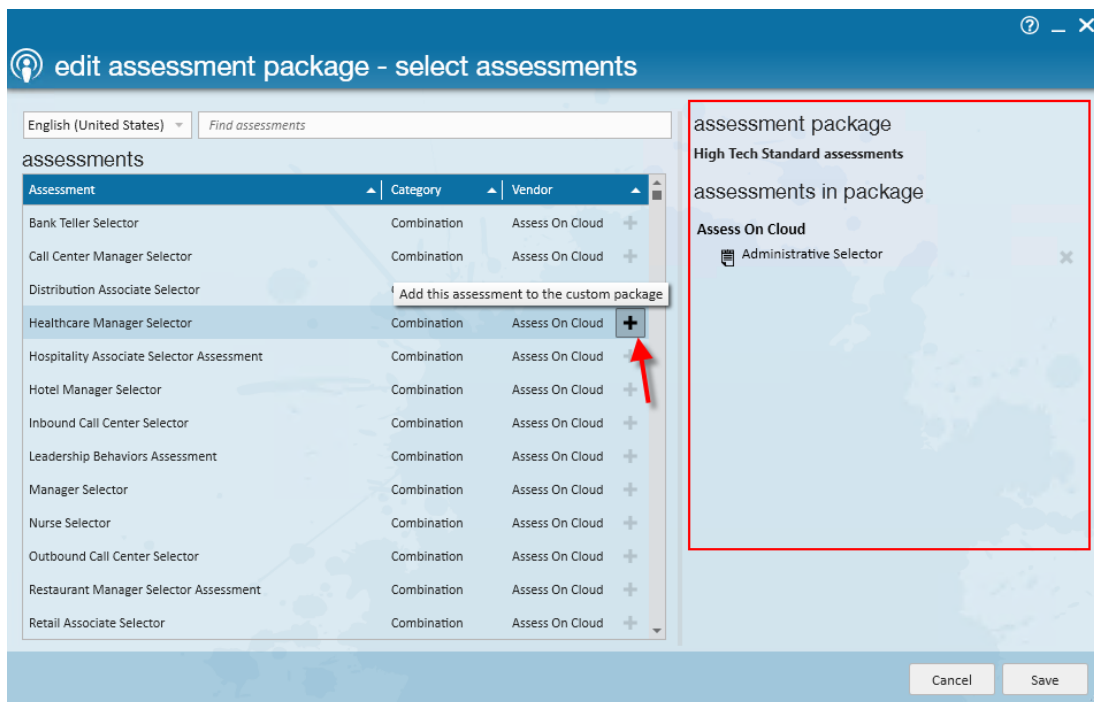 edit assessment package - select assessments
English (United States) Find assessments
assessments
Assessment Category Vendor
Bank Teller Selector Combination Assess On Cloud
Call Center Manager Selector Combination Assess On Cloud
Distribution Associate Selector
Add this assessment to the custom package
Healthcare Manager Selector Combination Assess On Cloud
Hospitality Associate Selector Assessment Combination Assess On Cloud
Hotel Manager Selector Combination Assess On Cloud
Inbound Call Center Selector Combination Assess On Cloud
Leadership Behaviors Assessment Combination Assess On Cloud
Manager Selector Combination Assess On Cloud
Nurse Selector Combination Assess On Cloud
Outbound Call Center Selector Combination Assess On Cloud
Restaurant Manager Selector Assessment Combination Assess On Cloud
Retail Associate Selector Combination Assess On Cloud
assessment package
High Tech Standard assessments
assessments in package
Assess On Cloud
Administrative Selector
Cancel Save